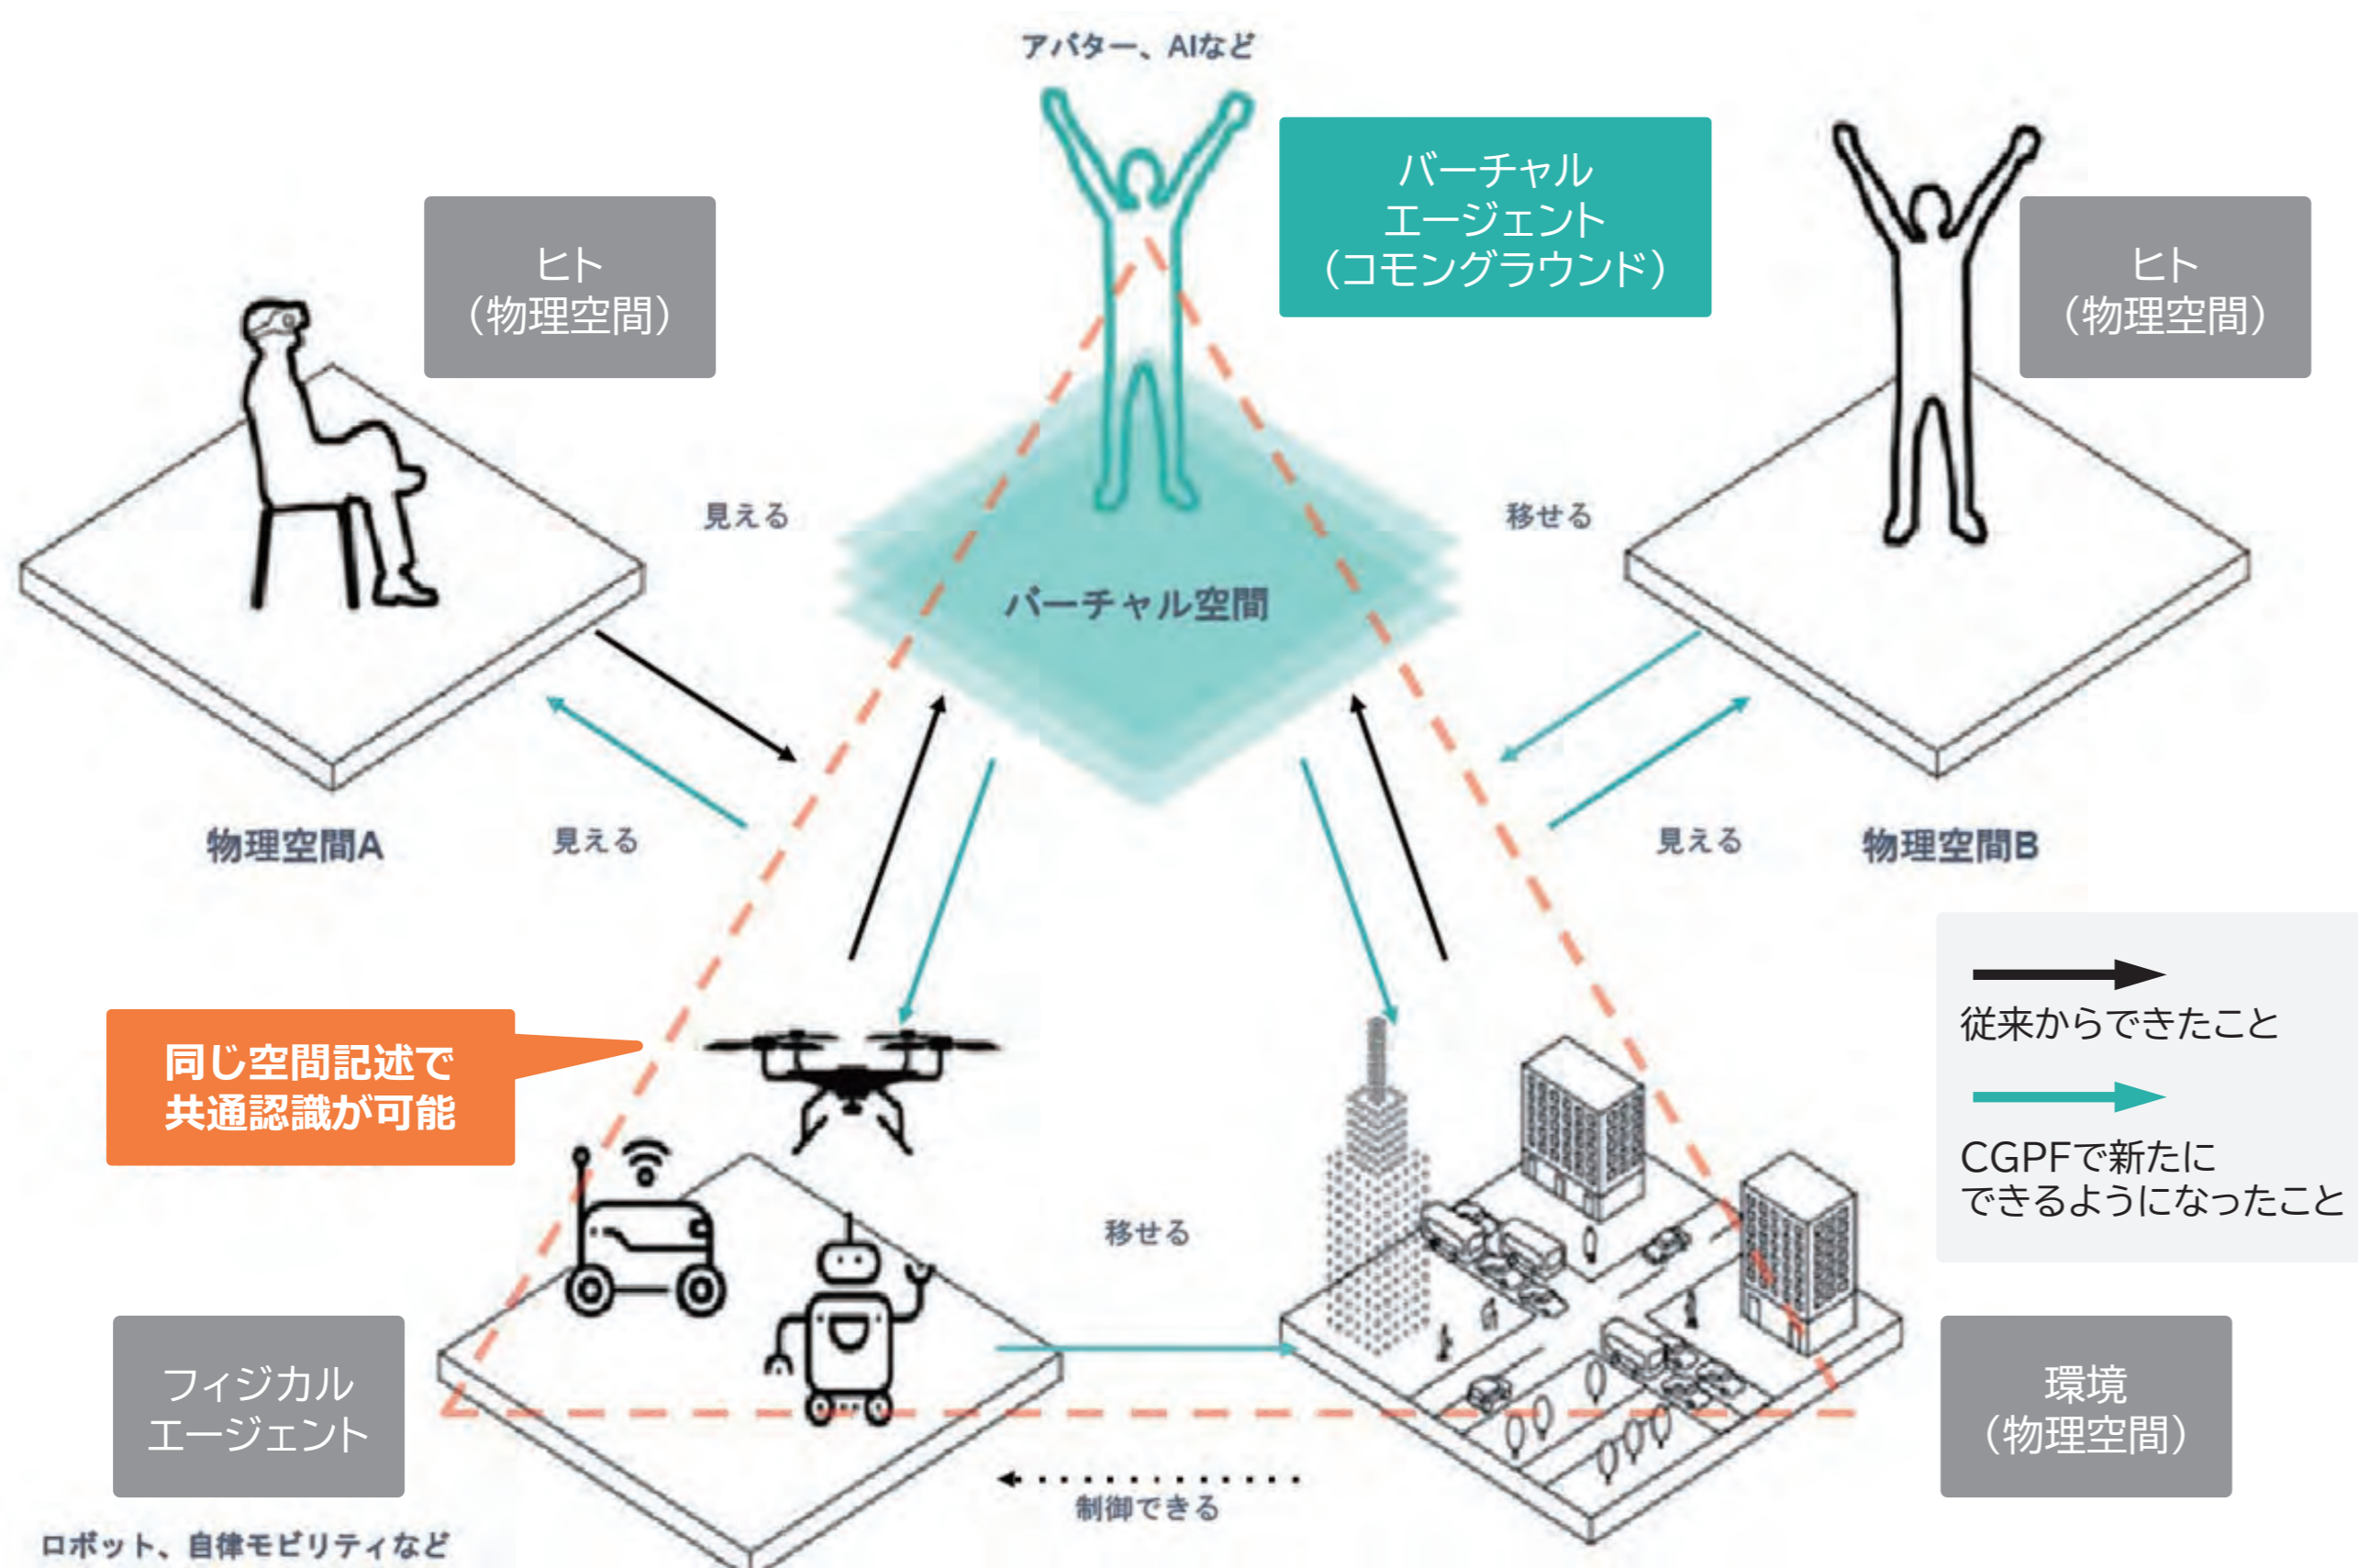 アバター、AIなど
バーチャル
エージェント
（コモングラウンド）
ヒト
（物理空間）
ヒト
（物理空間）
見える
移せる
バーチャル空間
物理空間A
見える
見える
物理空間B
従来からできたこと
CGPFで新たに
できるようになったこと
同じ空間記述で
共通認識が可能
移せる
フィジカル
エージェント
環境
（物理空間）
制御できる
ロボット、自律モビリティなど